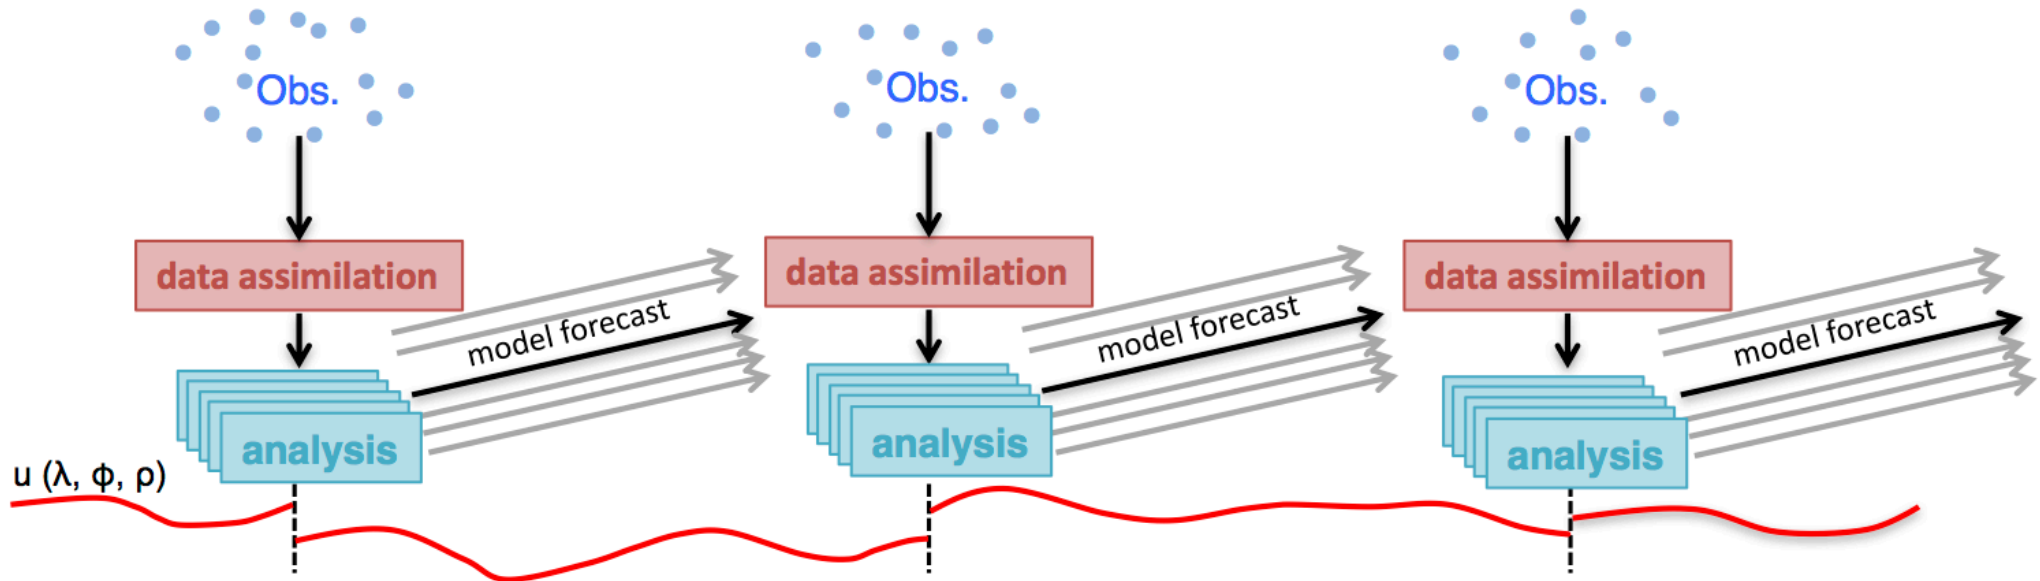 Obs.
Obs.
Obs.
data assimilation
data assimilation
data assimilation
model forecast
model forecast
model forecast
analysis
analysis
analysis
u (λ, φ, ρ)